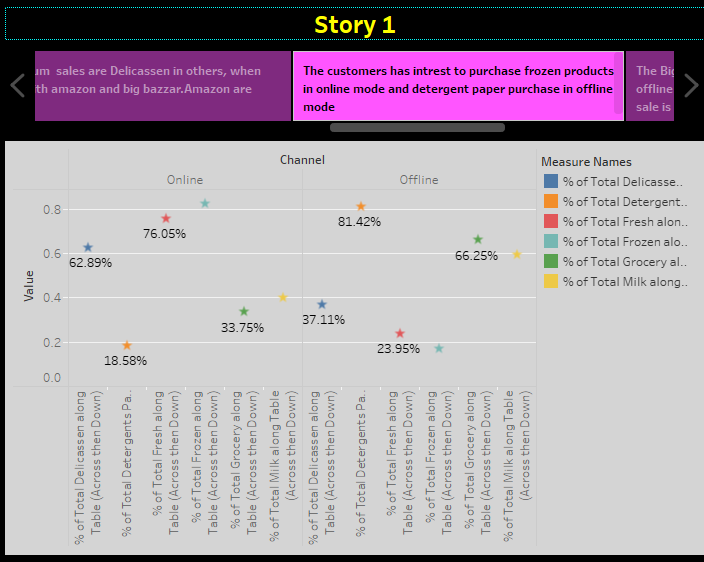 Story 1
um sales are Delicassen in others, when
th amazon and big bazzar.Amazon are
The customers has intrest to purchase frozen products
in online mode and detergent paper purchase in offline
mode
The Big
offline
sale is
Channel
Online
Offline
Value
0.8
0.6
0.4
0.2
0.0
62.89%
18.58%
76.05%
33.75%
37.11%
81.42%
23.95%
66.25%
% of Total Delicassen along
Table (Across then Down)
% of Total Detergents Pa..
% of Total Fresh along
Table (Across then Down)
% of Total Frozen along
Table (Across then Down)
% of Total Grocery along
Table (Across then Down)
% of Total Milk along Table
(Across then Down)
% of Total Delicassen along
Table (Across then Down)
% of Total Detergents Pa..
% of Total Fresh along
Table (Across then Down)
% of Total Frozen along
Table (Across then Down)
% of Total Grocery along
Table (Across then Down)
% of Total Milk along Table
(Across then Down)
Measure Names
% of Total Delicasse..
% of Total Detergent..
% of Total Fresh alon..
% of Total Frozen alo..
% of Total Grocery al..
% of Total Milk along..